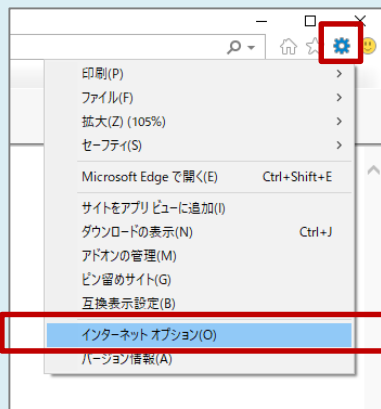 印刷(P)
ファイル(F)
拡大(Z) (105%)
セーフティ(S)
Microsoft Edge で開く(E) Ctrl+Shift+E
サイトをアプリ ビューに追加(I)
ダウンロードの表示(N) Ctrl+J
アドオンの管理(M)
ピン留めサイト(G)
互換表示設定(B)
インターネット オプション(O)
バージョン情報(A)